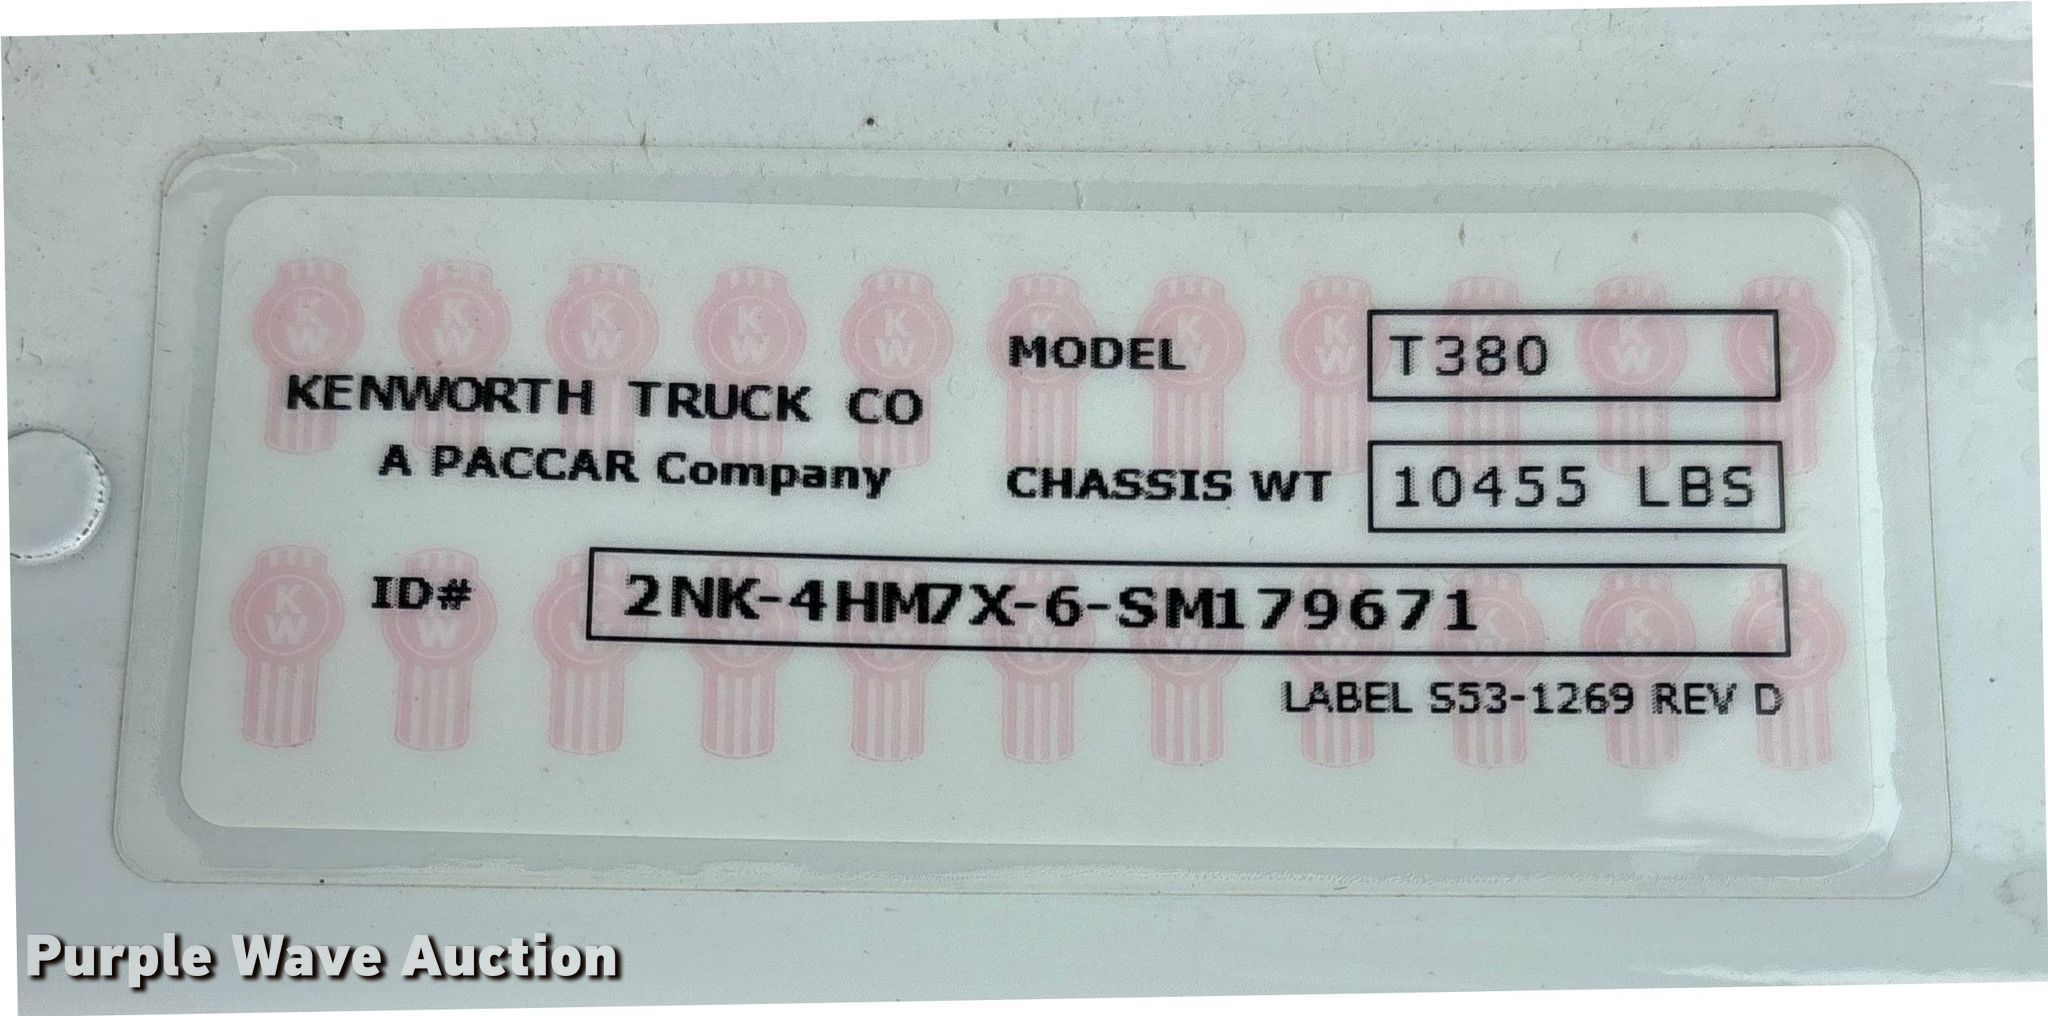 KENWORTH TRUCK CO
A PACCAR Company
MODEL T380
CHASSIS WT 10455 LBS
ID# 2NK-4HM7X-6-SM179671
LABEL S53-1269 REV D
Purple Wave Auction